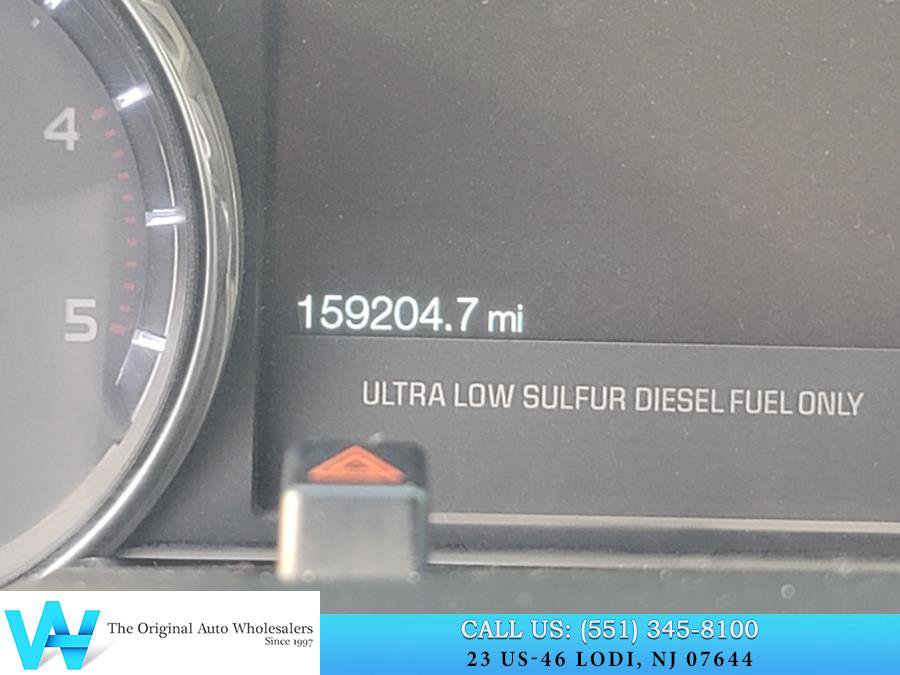 4
5
159204.7 mi
ULTRA LOW SULFUR DIESEL FUEL ONLY
The Original Auto Wholesalers
Since 1997
CALL US: (551) 345-8100
23 US-46 LODI, NJ 07644